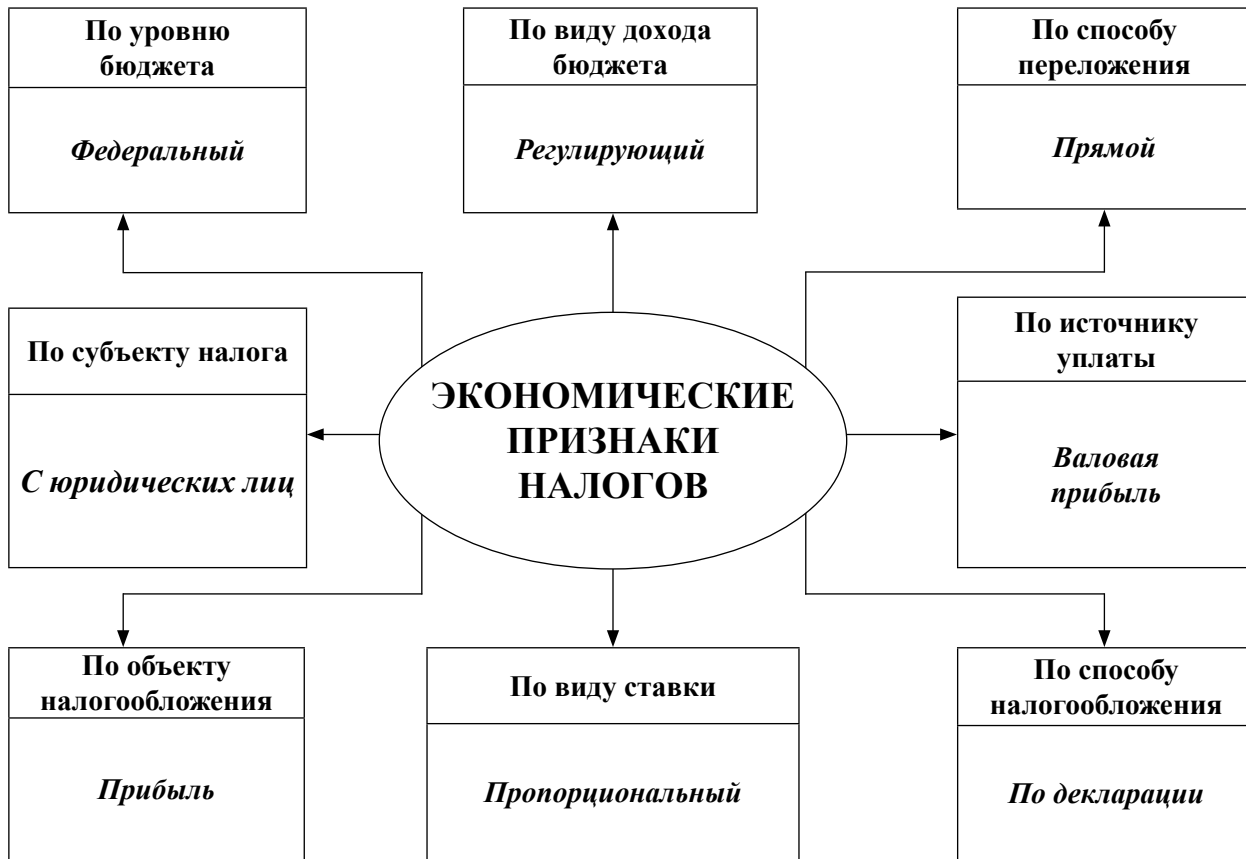 По уровню
бюджета
Федеральный
По виду дохода
бюджета
Регулирующий
По способу
переложения
Прямой
По субъекту налога
С юридических лиц
ЭКОНОМИЧЕСКИЕ
ПРИЗНАКИ
НАЛОГОВ
По источнику
уплаты
Валовая
прибыль
По объекту
налогообложения
Прибыль
По виду ставки
Пропорциональный
По способу
налогообложения
По декларации